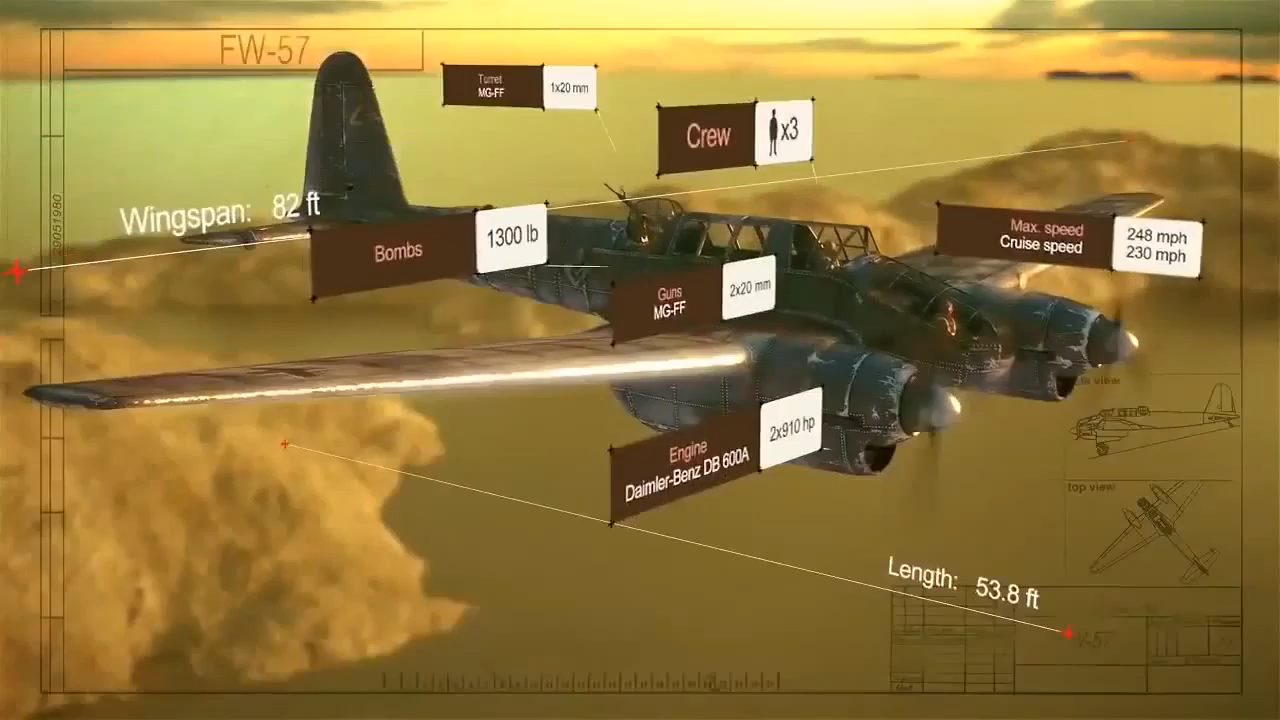 FW-57
Turret
MG-FF
1x20 mm
Crew
x3
Wingspan: 82 ft
Bombs
1300 lb
Max. speed
Cruise speed
248 mph
230 mph
Guns
MG-FF
2x20 mm
Engine
Daimler-Benz DB 600A
2x910 hp
top view
Length: 53.8 ft